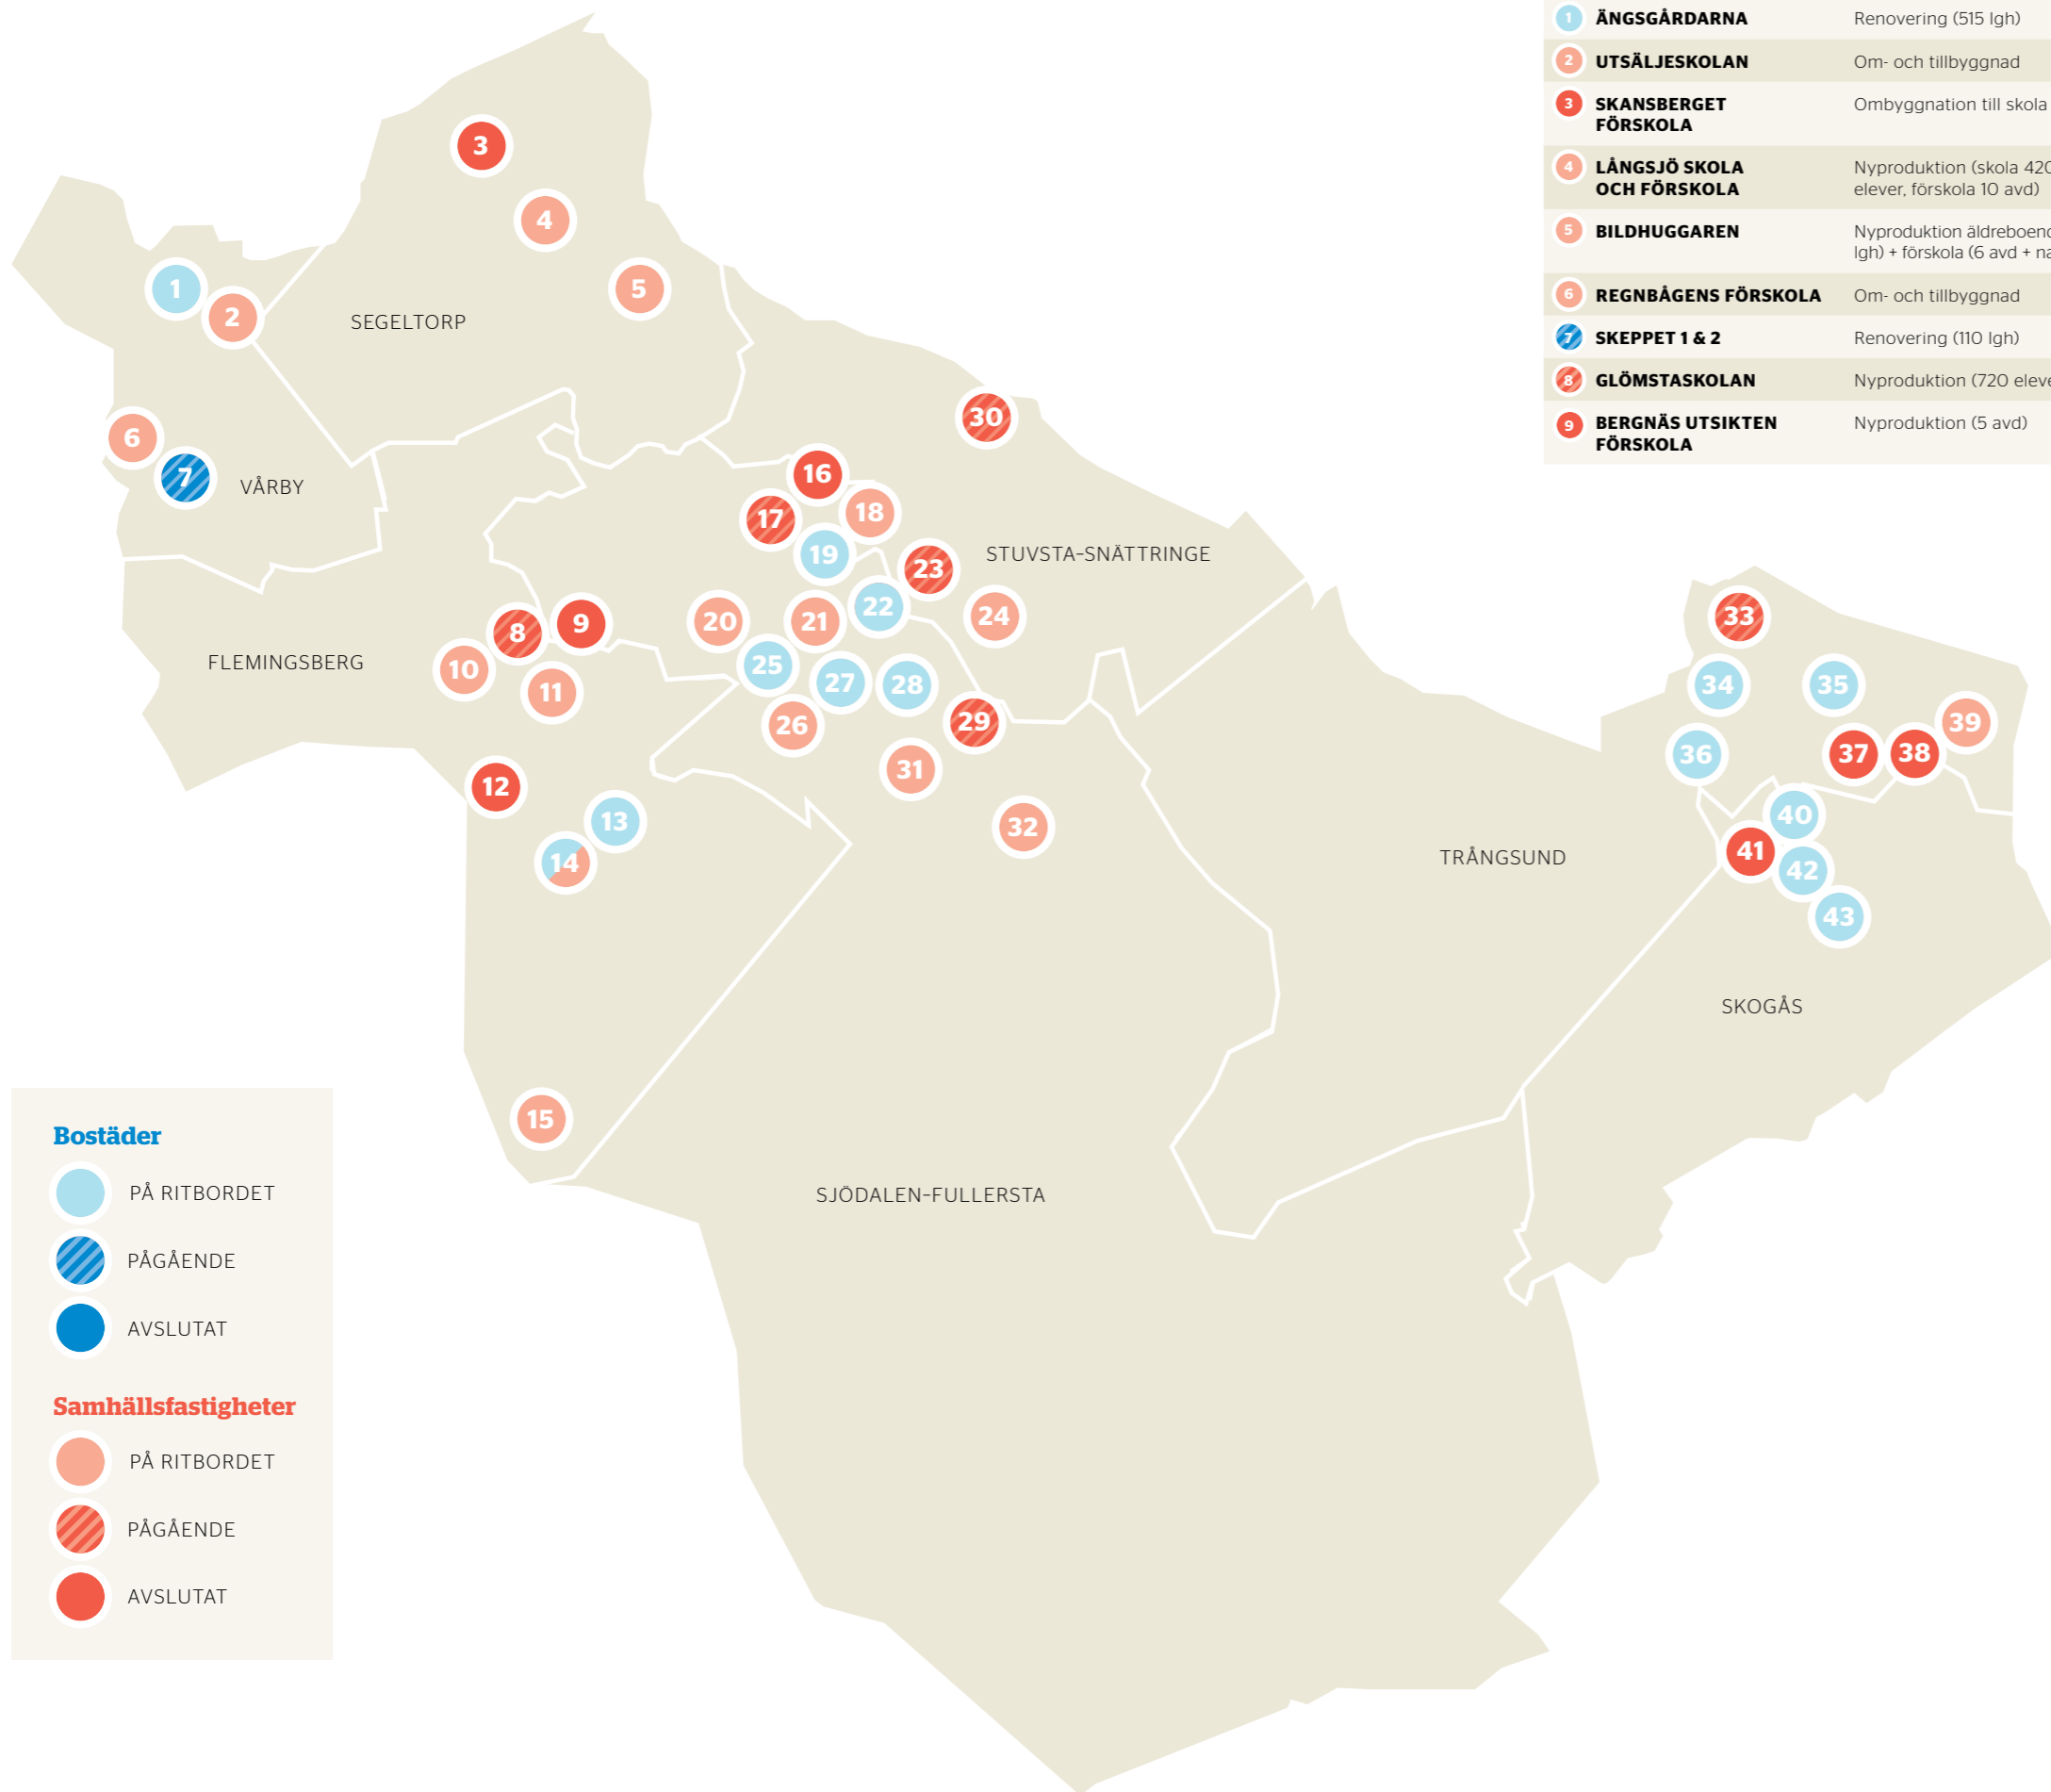 1 ÄNGSGÅRDARNA Renovering (515 lgh)
2 UTSÄLJESKOLAN Om- och tillbyggnad
3 SKANSBERGET Ombyggnation till skola
FÖRSKOLA
4 LÅNGSJÖ SKOLA Nyproduktion (skola 420
OCH FÖRSKOLA elever, förskola 10 avd)
5 BILDHUGGAREN Nyproduktion äldreboend
lgh) + förskola (6 avd + na
6 REGNBÅGENS FÖRSKOLA Om- och tillbyggnad
7 SKEPPET 1 & 2 Renovering (110 lgh)
8 GLÖMSTASKOLAN Nyproduktion (720 eleve
9 BERGNÄS UTSIKTEN Nyproduktion (5 avd)
FÖRSKOLA
3
4
1
5
2
SEGELTORP
30
6
16
7
VÅRBY
18
17
19
STUVSTA-SNÄTTRINGE
23
22
24
33
20
21
9
8
FLEMINGSBERG
25
10
27
28
34
35
11
29
39
26
36
37
38
31
12
40
13
32
41
TRÅNGSUND
14
42
43
SKOGÅS
15
SJÖDALEN-FULLERSTA
Bostäder
PÅ RITBORDET
PÅGÅENDE
AVSLUTAT
Samhällsfastigheter
PÅ RITBORDET
PÅGÅENDE
AVSLUTAT